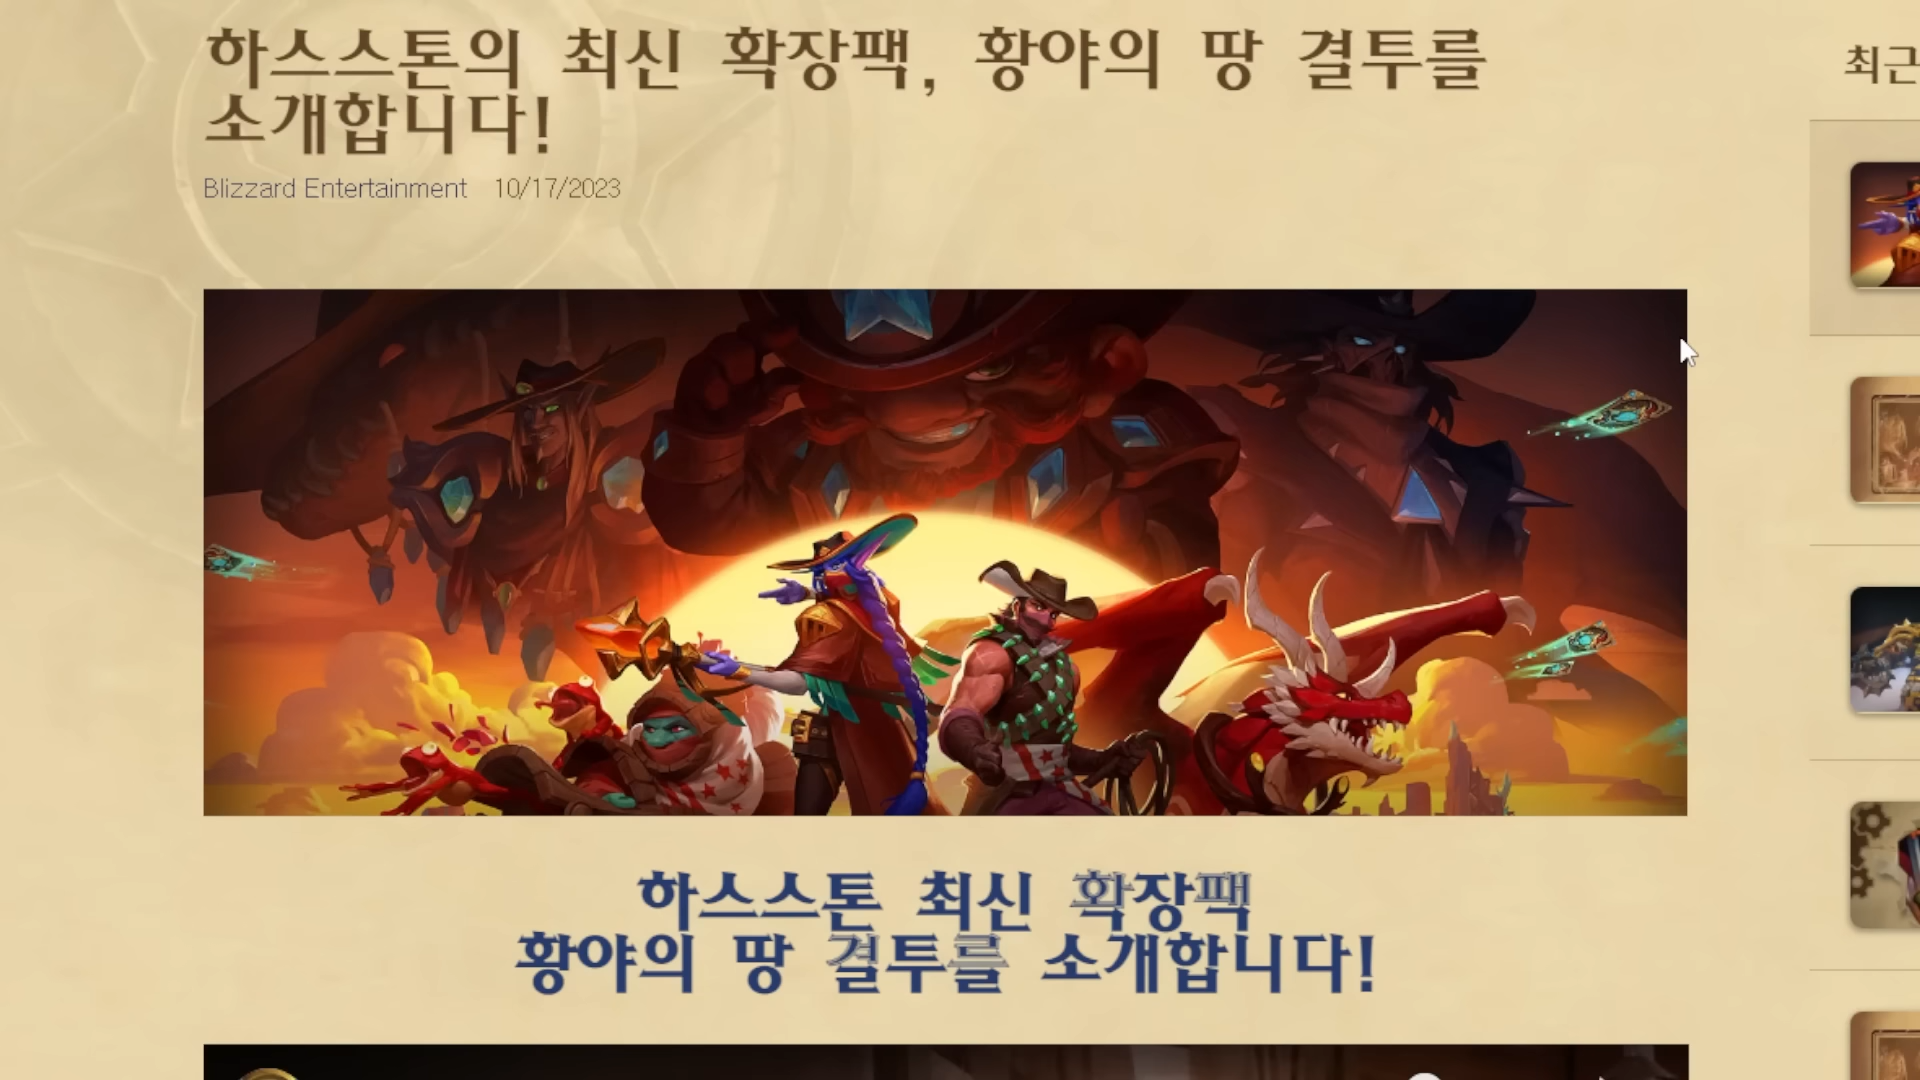 하스스톤의 최신 확장팩, 황야의 땅 결투를
소개합니다!
Blizzard Entertainment 10/17/2023
최근
하스스톤 최신 확장팩
황야의 땅 결투를 소개합니다!